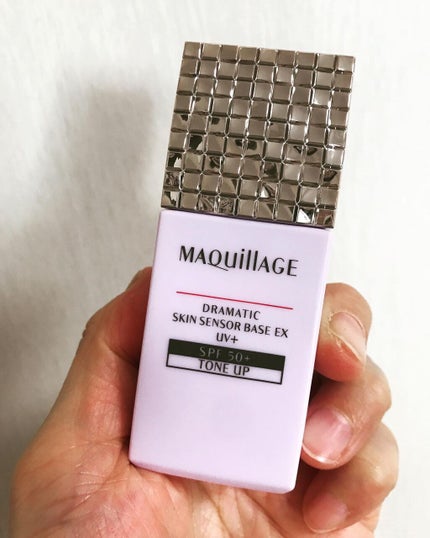 MAQuillAGE
DRAMATIC
SKIN SENSOR BASE EX
UV+
SPF 50+
TONE UP